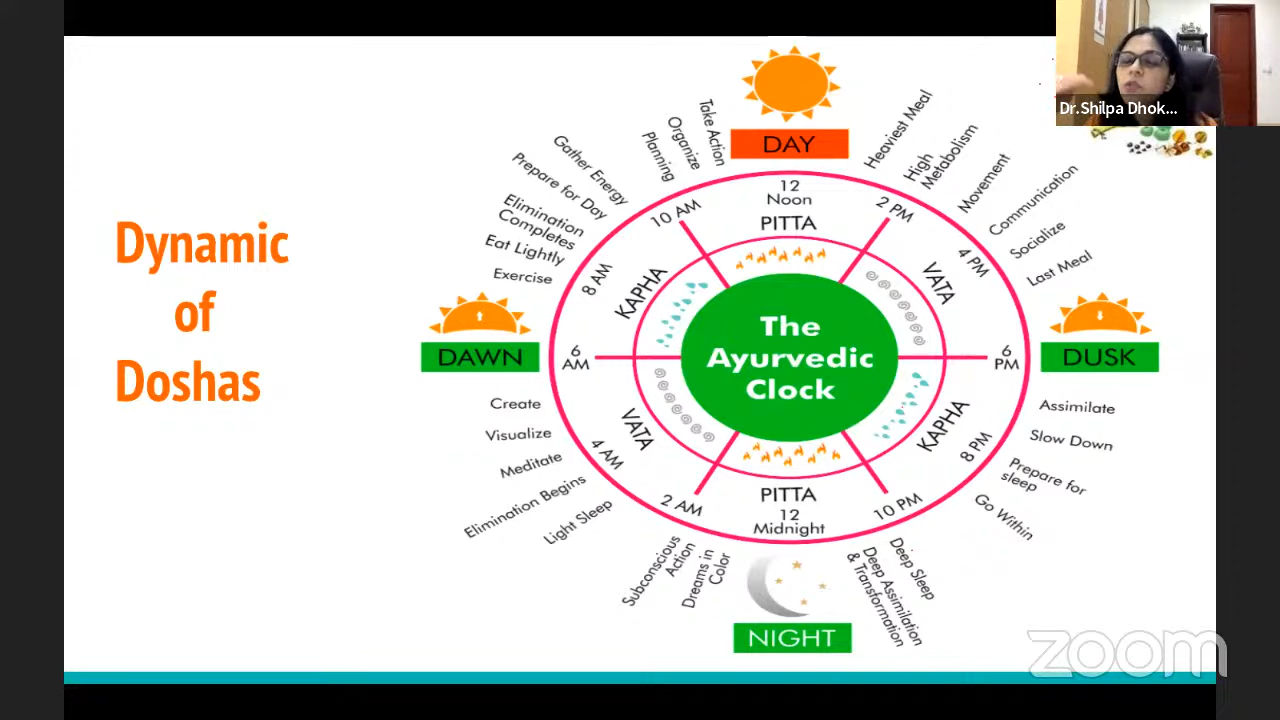 Dr.Shilpa Dhok...
Dynamic
of
Doshas
DAY
12
Noon
PITTA
Heaviest Meal
High
Metabolism
2 PM
Movement
VATA
4 PM
Communication
Socialize
Last Meal
6
PM
DUSK
Assimilate
Slow Down
Prepare for
sleep
Go Within
KAPHA
8 PM
10 PM
Deep Sleep
Deep Assimilation
& Transformation
PITTA
12
Midnight
NIGHT
Dreams in
Color
Subconscious
Action
2 AM
Light Sleep
Elimination Begins
Meditate
Visualize
Create
VATA
4 AM
6
AM
DAWN
Exercise
Eat Lightly
Elimination
Completes
Prepare for Day
Gather Energy
8 AM
KAPHA
10 AM
Planning
Organize
Take Action
The
Ayurvedic
Clock
zoom